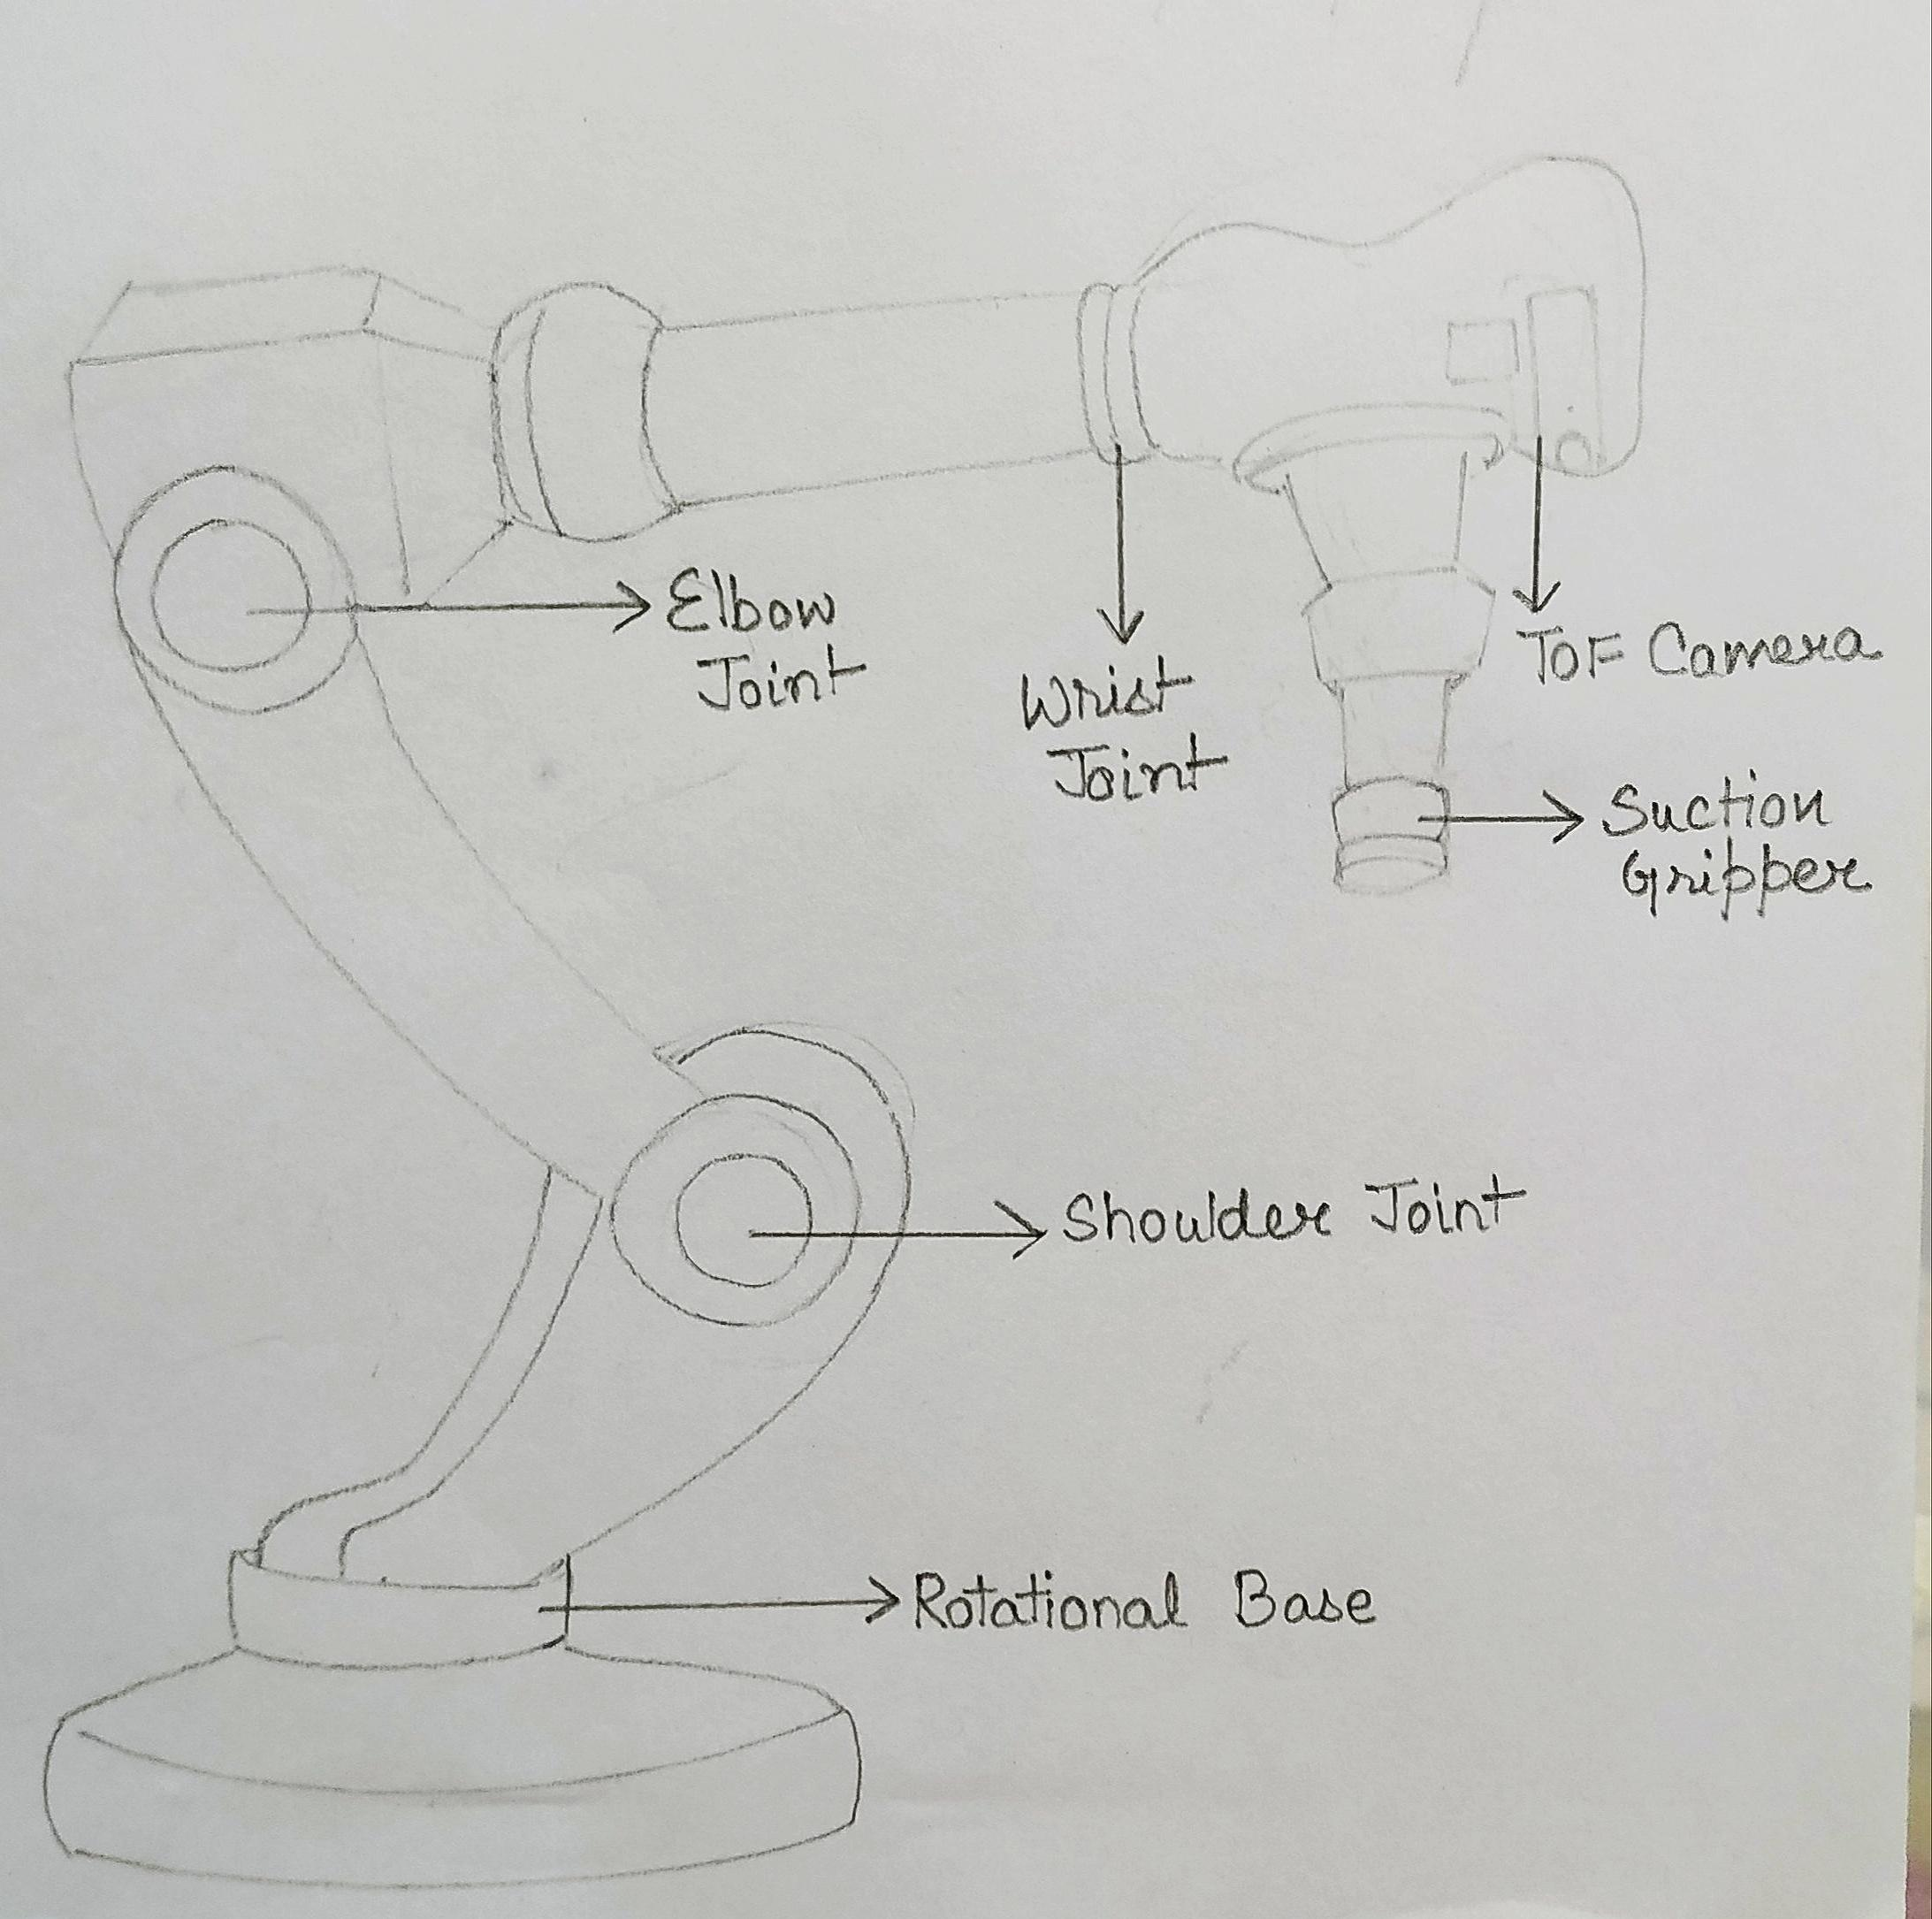 Elbow
Joint
Wrist
Joint
TOF Camera
Suction
Gripper
Shoulder Joint
Rotational Base